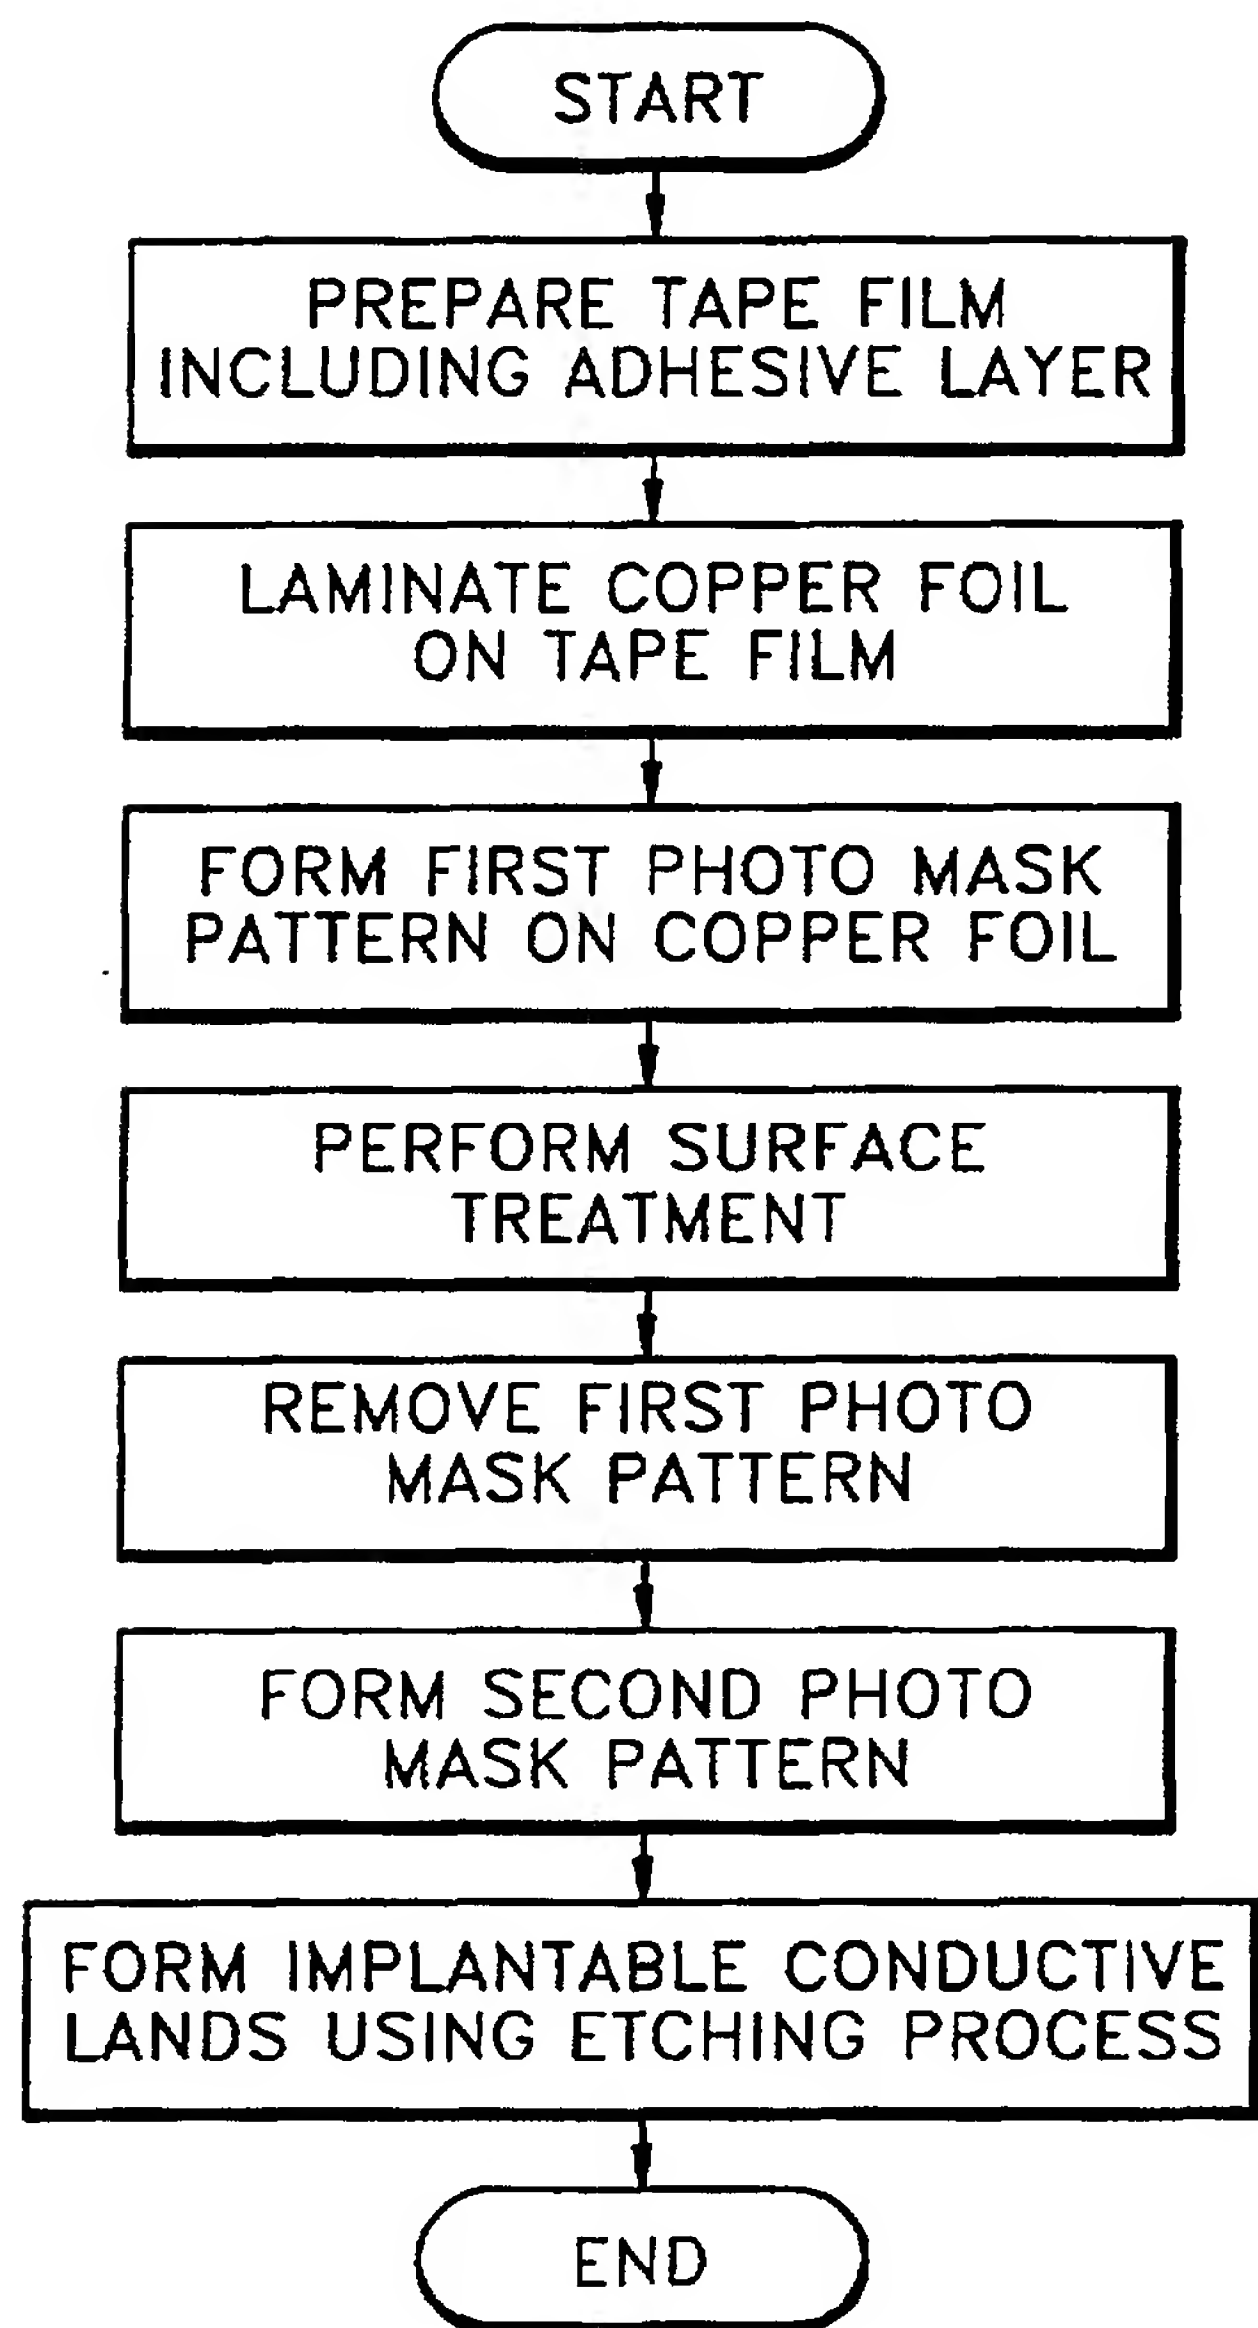 START
PREPARE TAPE FILM
INCLUDING ADHESIVE LAYER
LAMINATE COPPER FOIL
ON TAPE FILM
FORM FIRST PHOTO MASK
PATTERN ON COPPER FOIL
PERFORM SURFACE
TREATMENT
REMOVE FIRST PHOTO
MASK PATTERN
FORM SECOND PHOTO
MASK PATTERN
FORM IMPLANTABLE CONDUCTIVE
LANDS USING ETCHING PROCESS
END